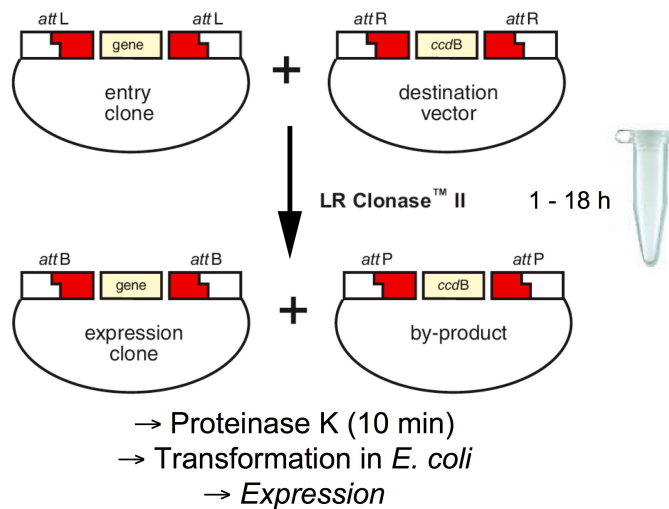 attL attL attR attR
gene ccdB
+
entry clone
destination vector
LR Clonase™ II
1 - 18 h
attB attB attP attP
gene ccdB
+
expression clone
by-product
→ Proteinase K (10 min)
→ Transformation in E. coli
→ Expression